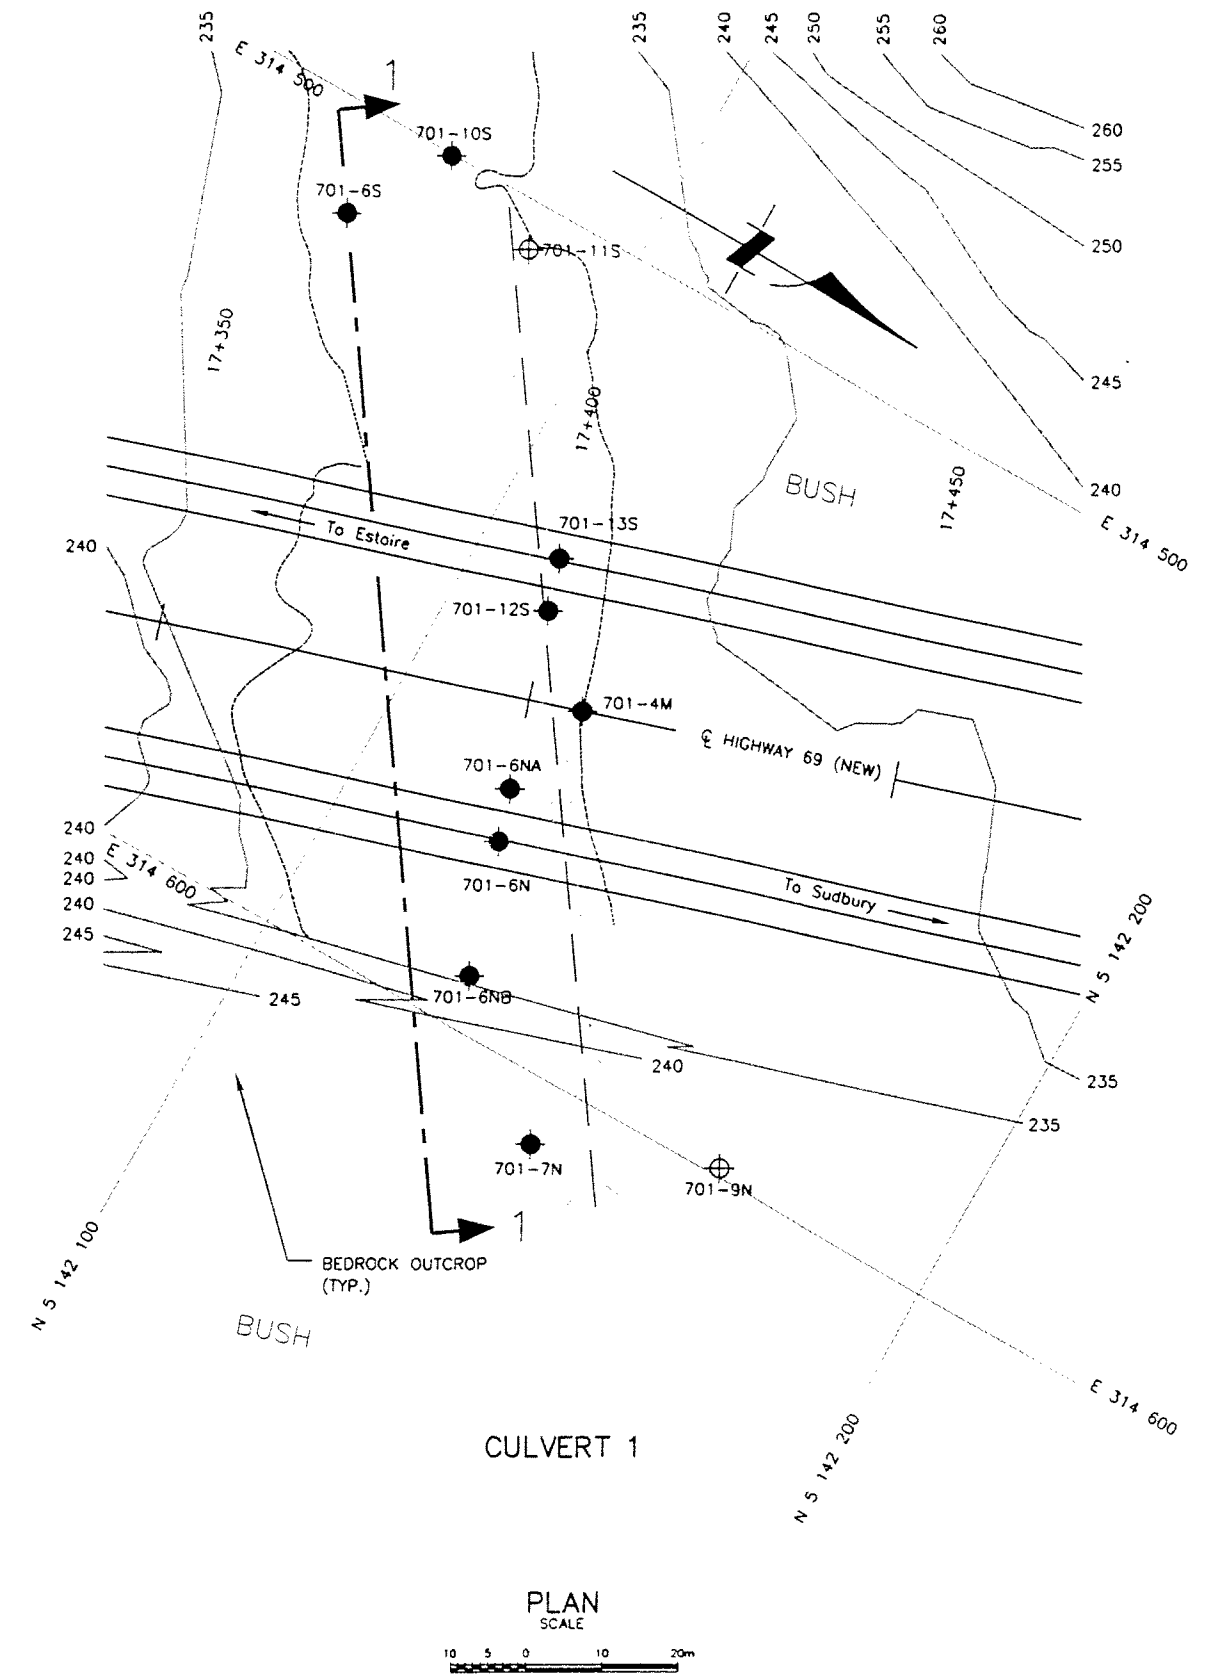 235
E 314 500
1
235
240
245
250
255
260
701-10S
260
255
701-6S
701-11S
250
17+350
245
17+400
BUSH
17+450
240
E 314 500
701-13S
To Estaire
240
701-12S
701-4M
℄ HIGHWAY 69 (NEW)
701-6NA
240
240
240
E 314 600
701-6N
To Sudbury
240
245
N 5 142 200
245
701-6NB
240
235
235
701-7N
701-9N
1
N 5 142 100
BEDROCK OUTCROP
(TYP.)
BUSH
E 314 600
N 5 142 200
CULVERT 1
PLAN
SCALE
10 5 0 10 20m